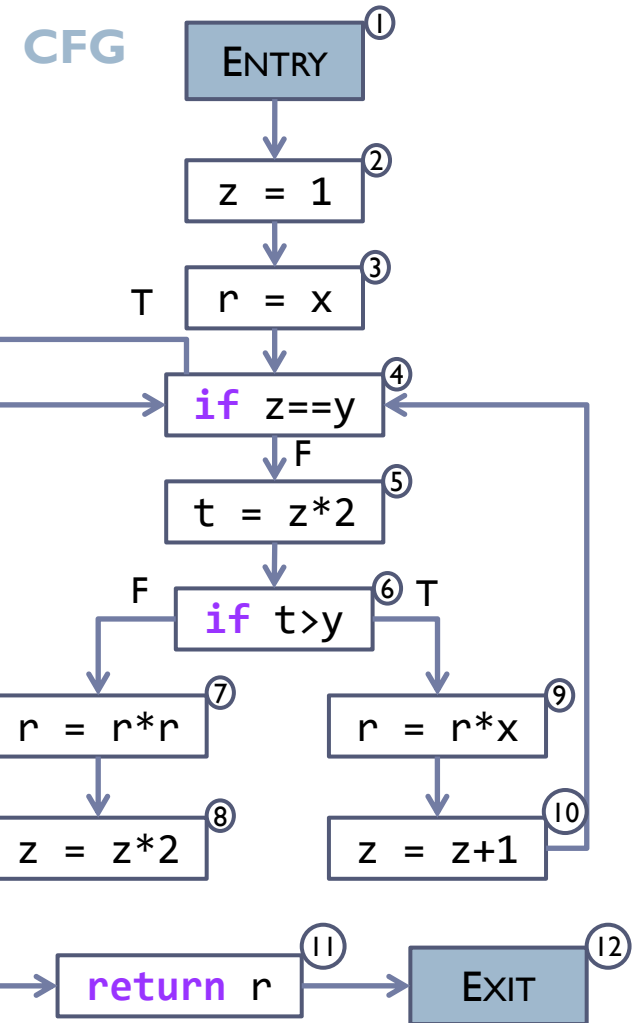 CFG
1
ENTRY
2
z = 1
3
T
r = x
4
if z==y
F
5
t = z*2
F
6
T
if t>y
7
9
r = r*r
r = r*x
8
10
z = z*2
z = z+1
11
12
return r
EXIT